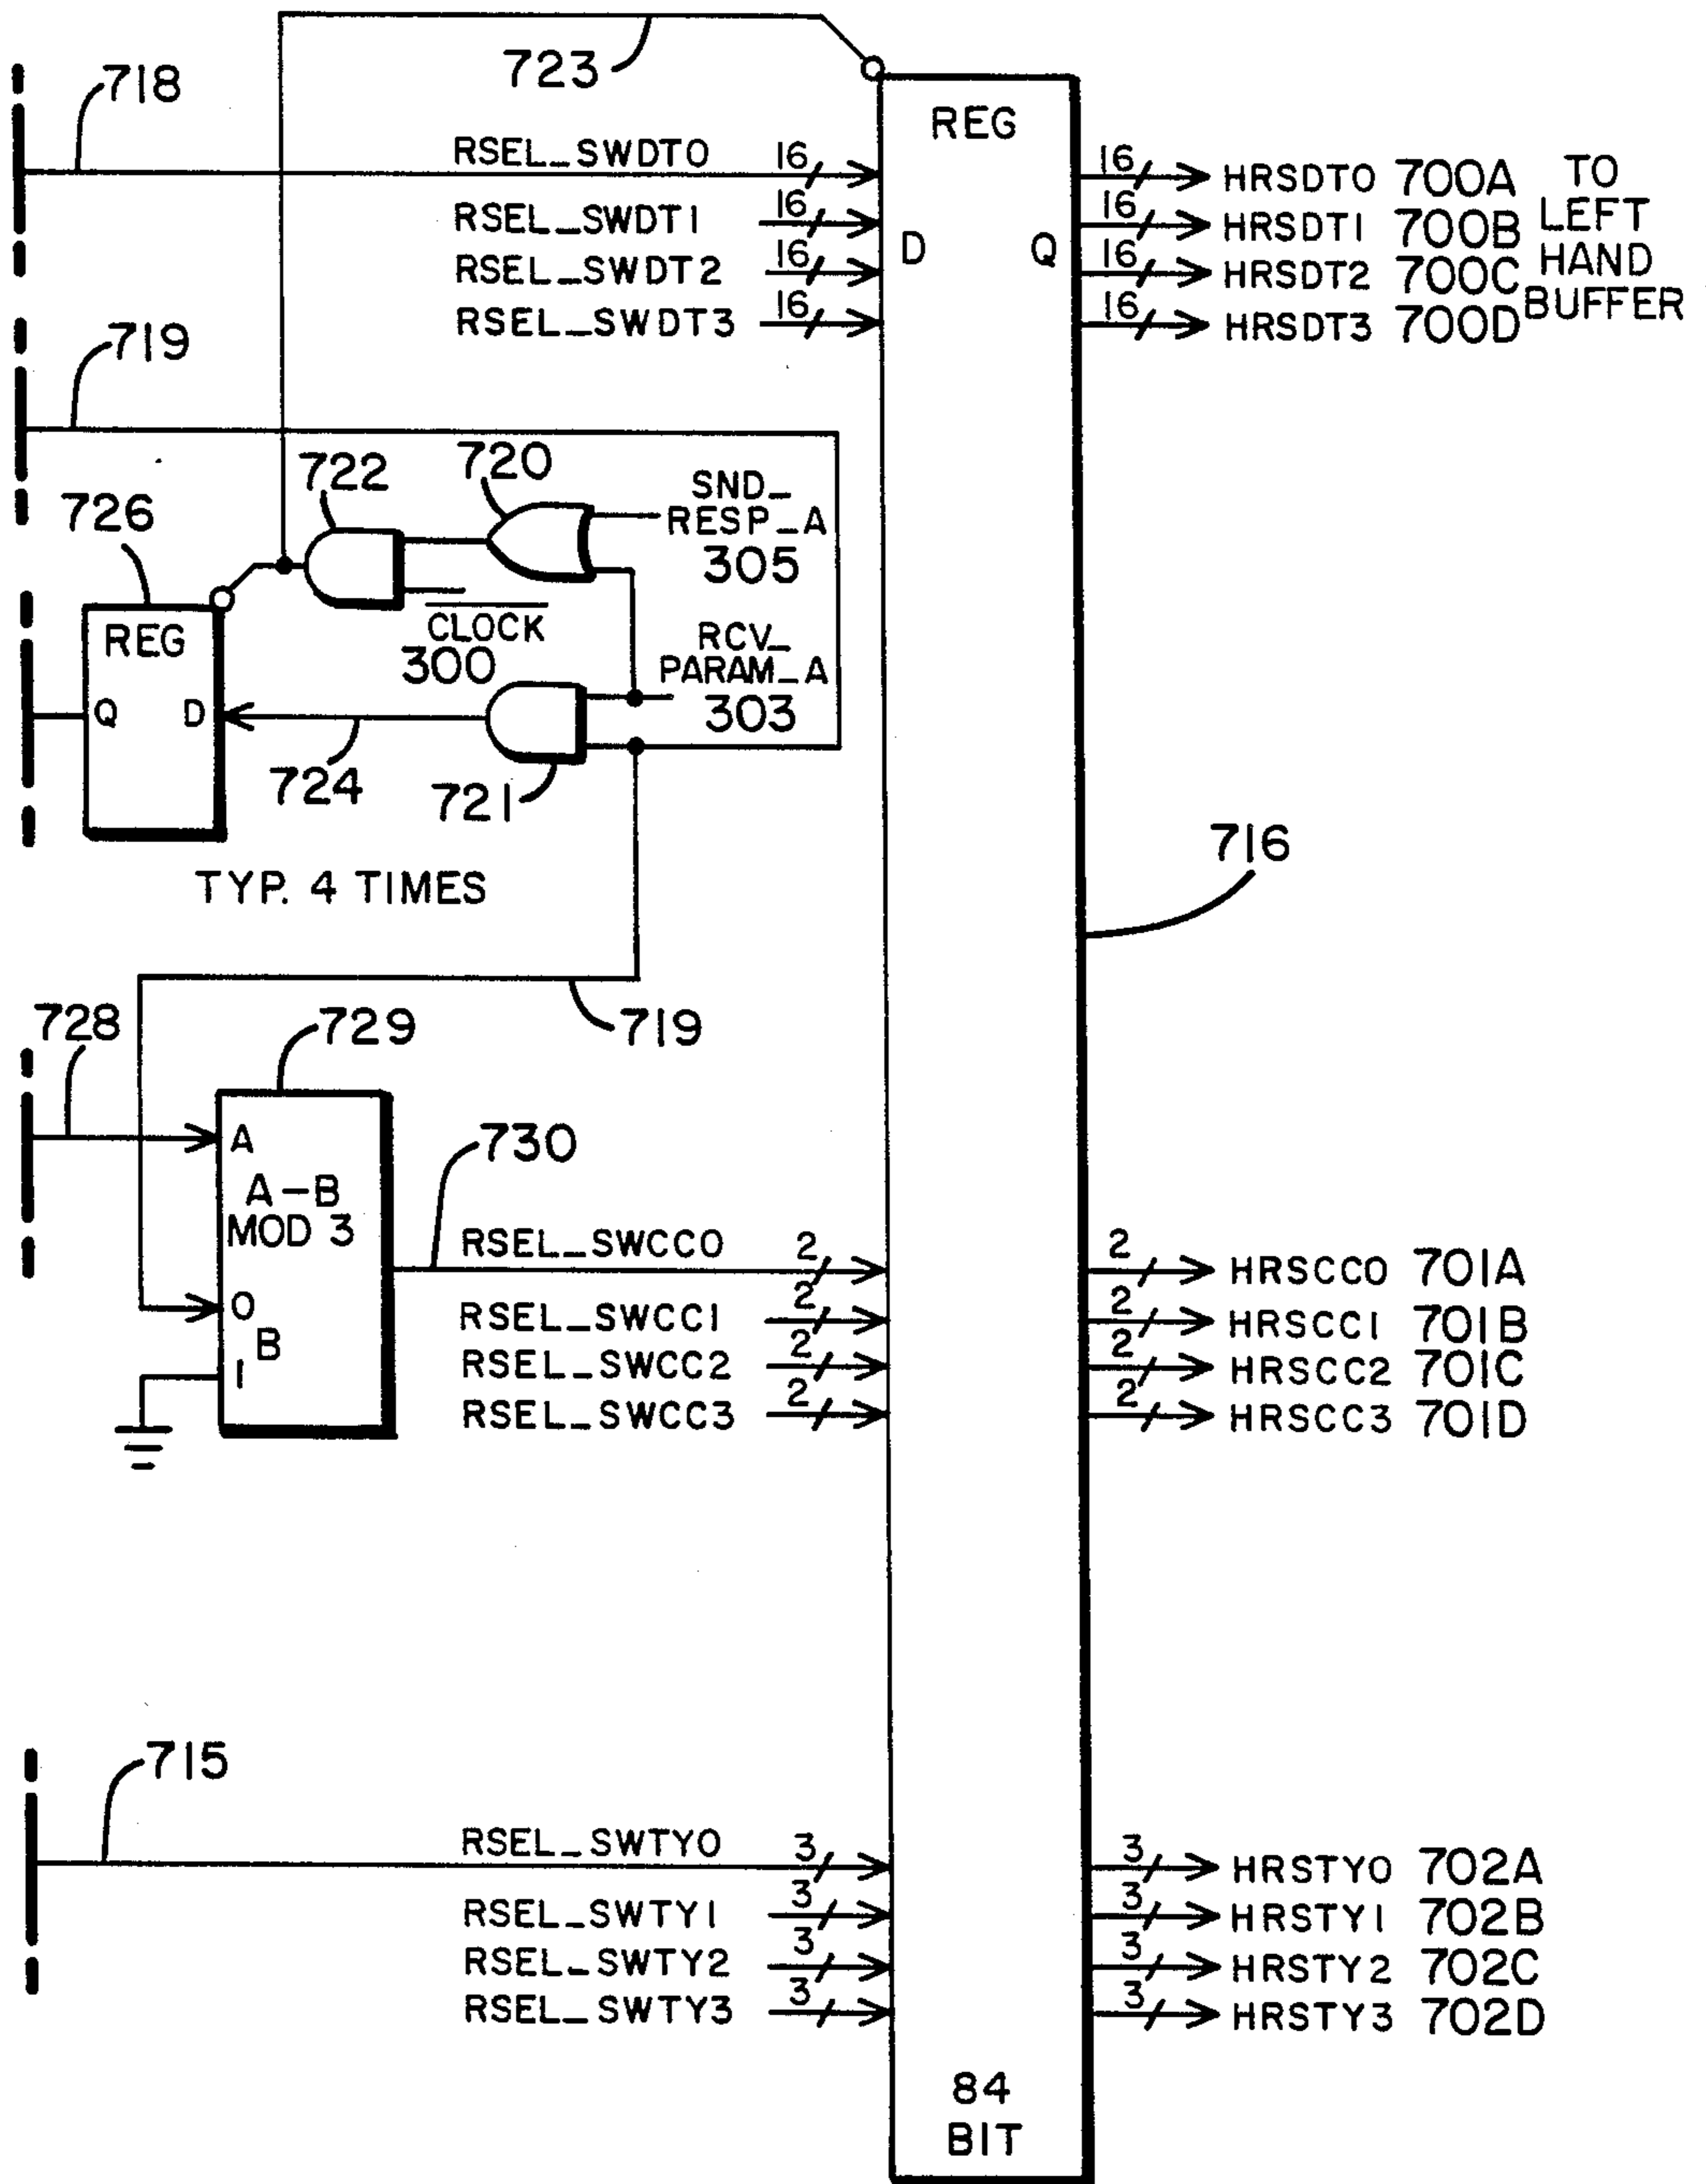 723
718
REG
RSEL_SWDT0 16
16 HRSDT0 700A TO
RSEL_SWDT1 16
16 HRSDT1 700B LEFT
D Q
RSEL_SWDT2 16
16 HRSDT2 700C HAND
RSEL_SWDT3 16
16 HRSDT3 700D BUFFER
719
722
720
SND_
RESP_A
305
726
REG
CLOCK
300
RCV_
PARAM_A
303
Q D
724
721
TYP. 4 TIMES
716
728
729
719
A
A-B
MOD 3
730
RSEL_SWCC0 2
2 HRSCC0 701A
0
RSEL_SWCC1 2
2 HRSCC1 701B
B
RSEL_SWCC2 2
2 HRSCC2 701C
1
RSEL_SWCC3 2
2 HRSCC3 701D
715
RSEL_SWTY0 3
3 HRSTY0 702A
RSEL_SWTY1 3
3 HRSTY1 702B
RSEL_SWTY2 3
3 HRSTY2 702C
RSEL_SWTY3 3
3 HRSTY3 702D
84
BIT